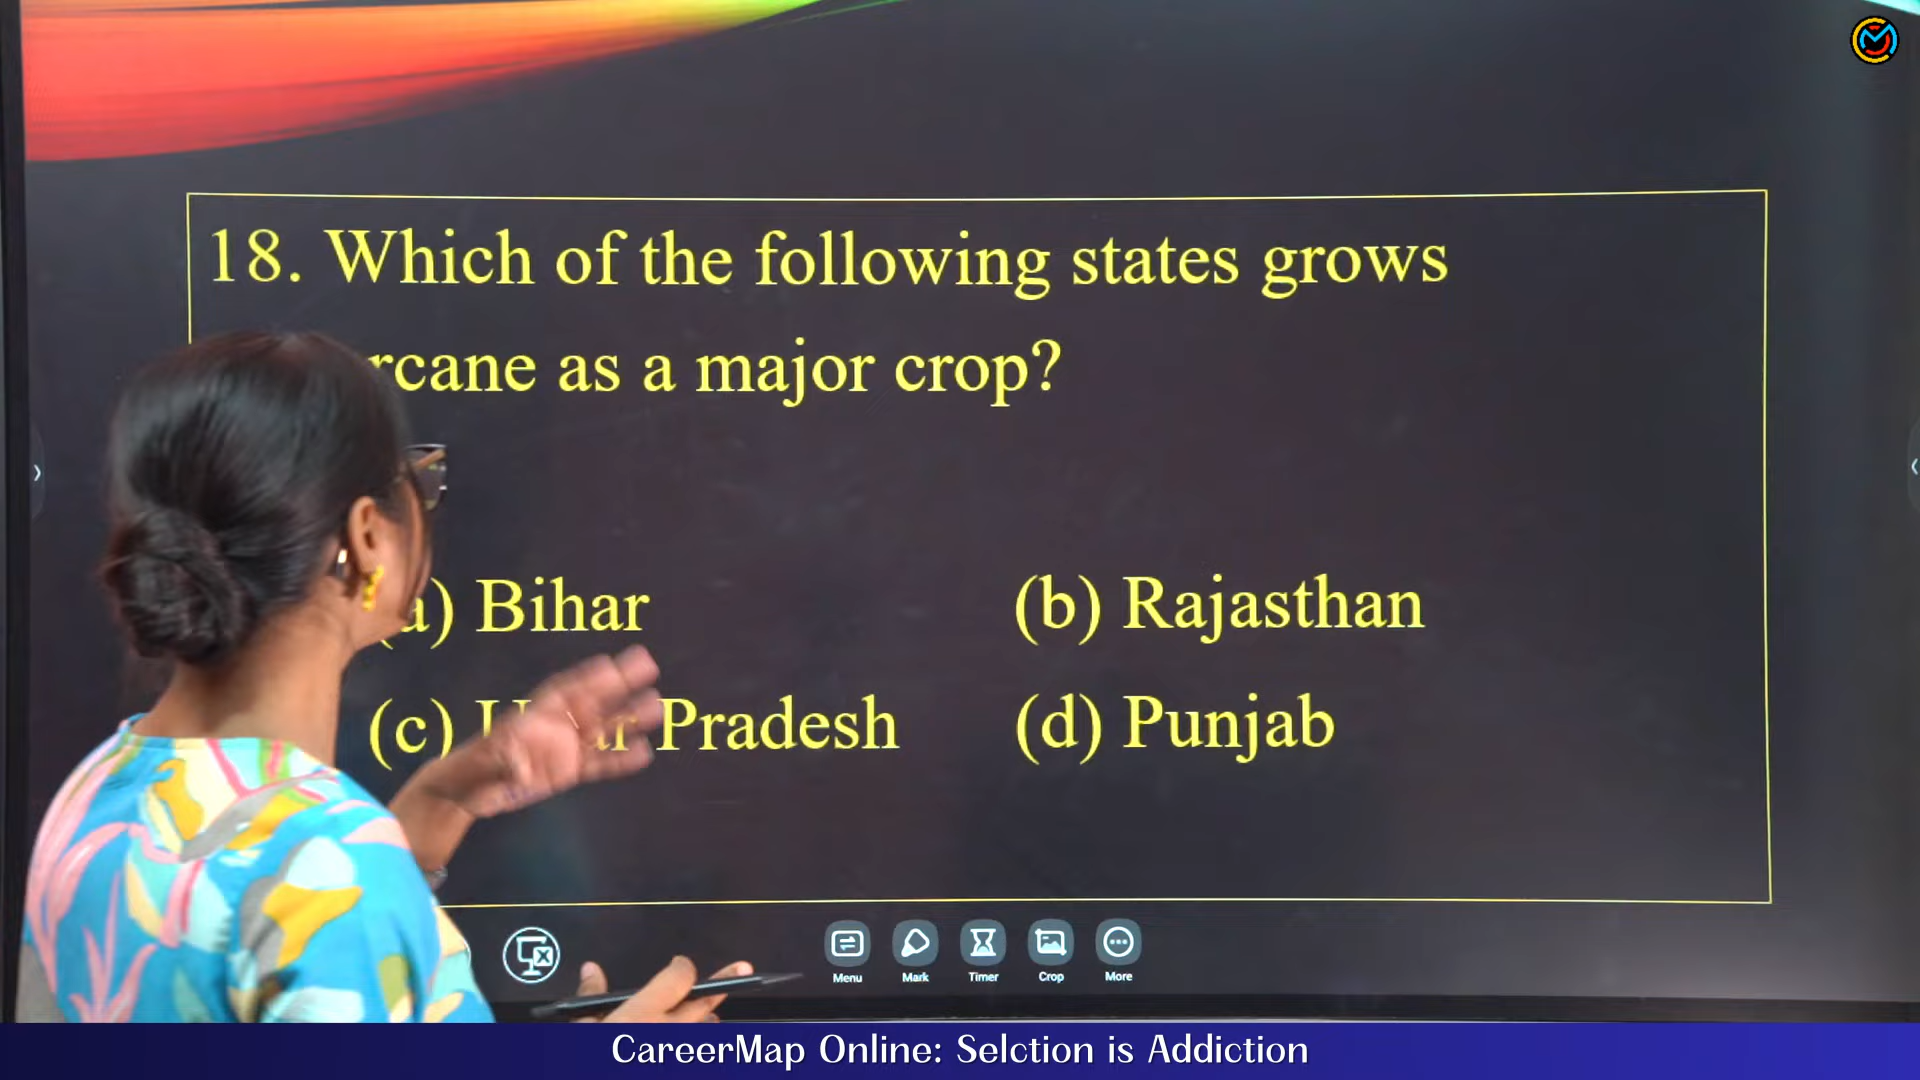 18. Which of the following states grows
rcane as a major crop?
a) Bihar
(b) Rajasthan
(c) Pradesh
(d) Punjab
Menu
Mark
Timer
Crop
More
CareerMap Online: Selction is Addiction